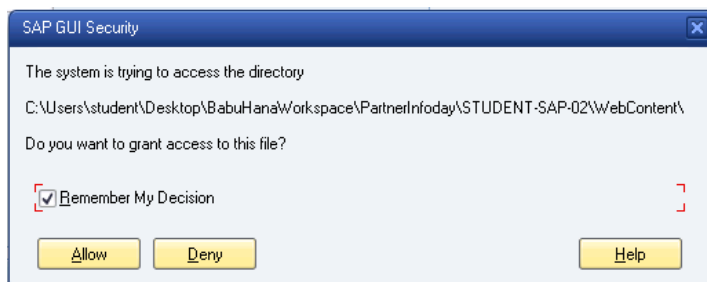 SAP GUI Security
The system is trying to access the directory
C:\Users\student\Desktop\BabuHanaWorkspace\PartnerInfoday\STUDENT-SAP-02\WebContent\
Do you want to grant access to this file?
Remember My Decision
Allow Deny Help